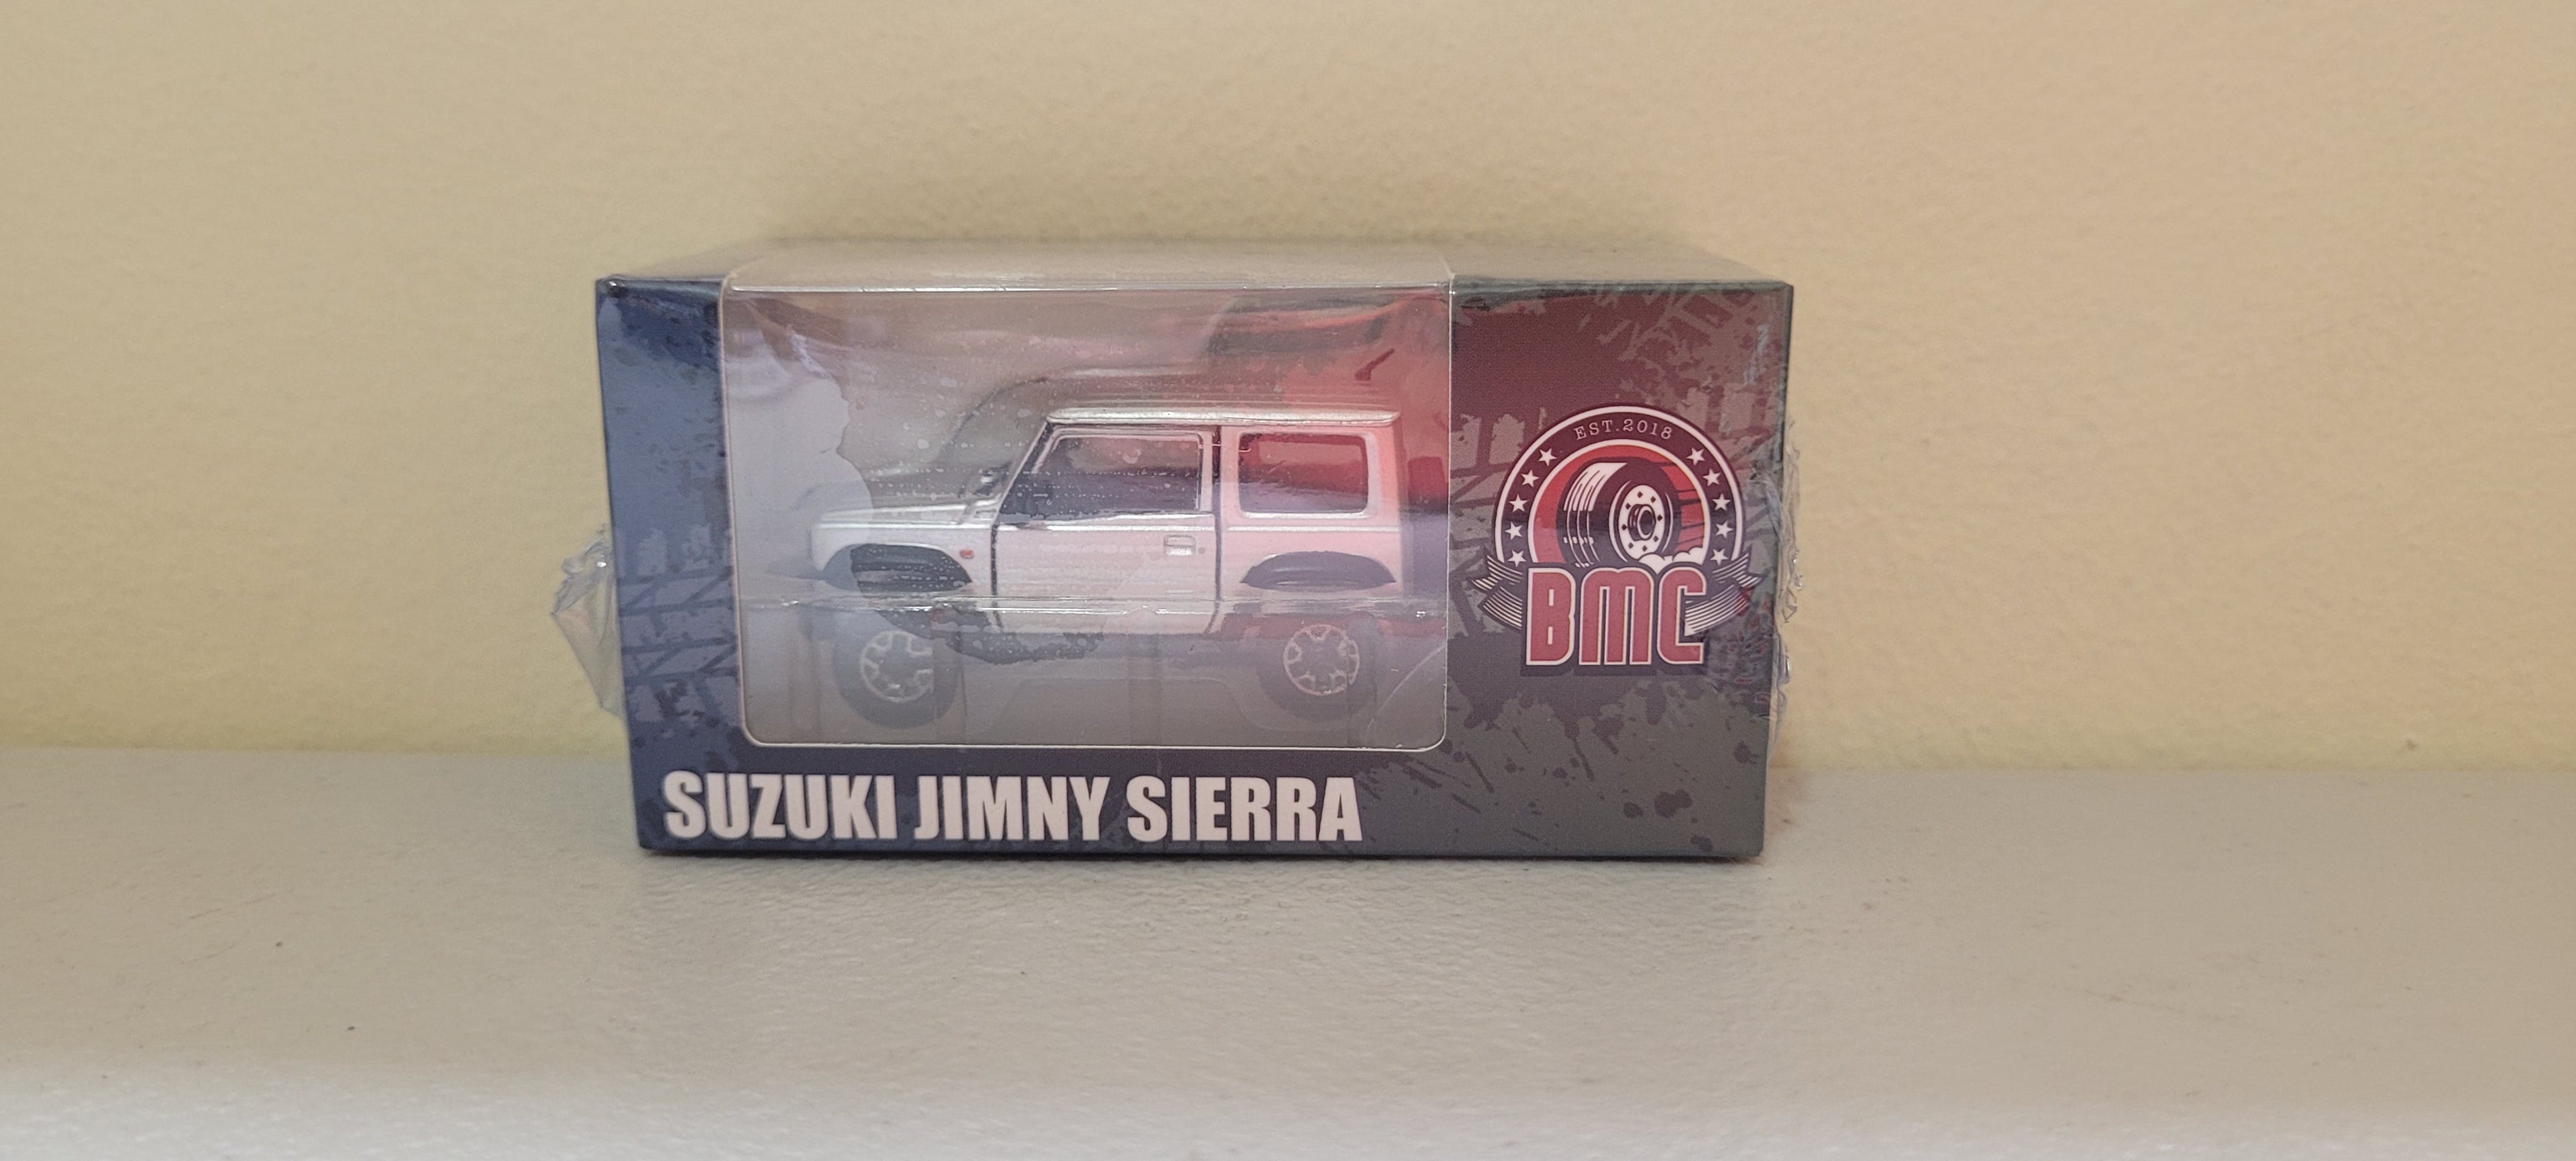 EST.2018
BMC
SUZUKI JIMNY SIERRA